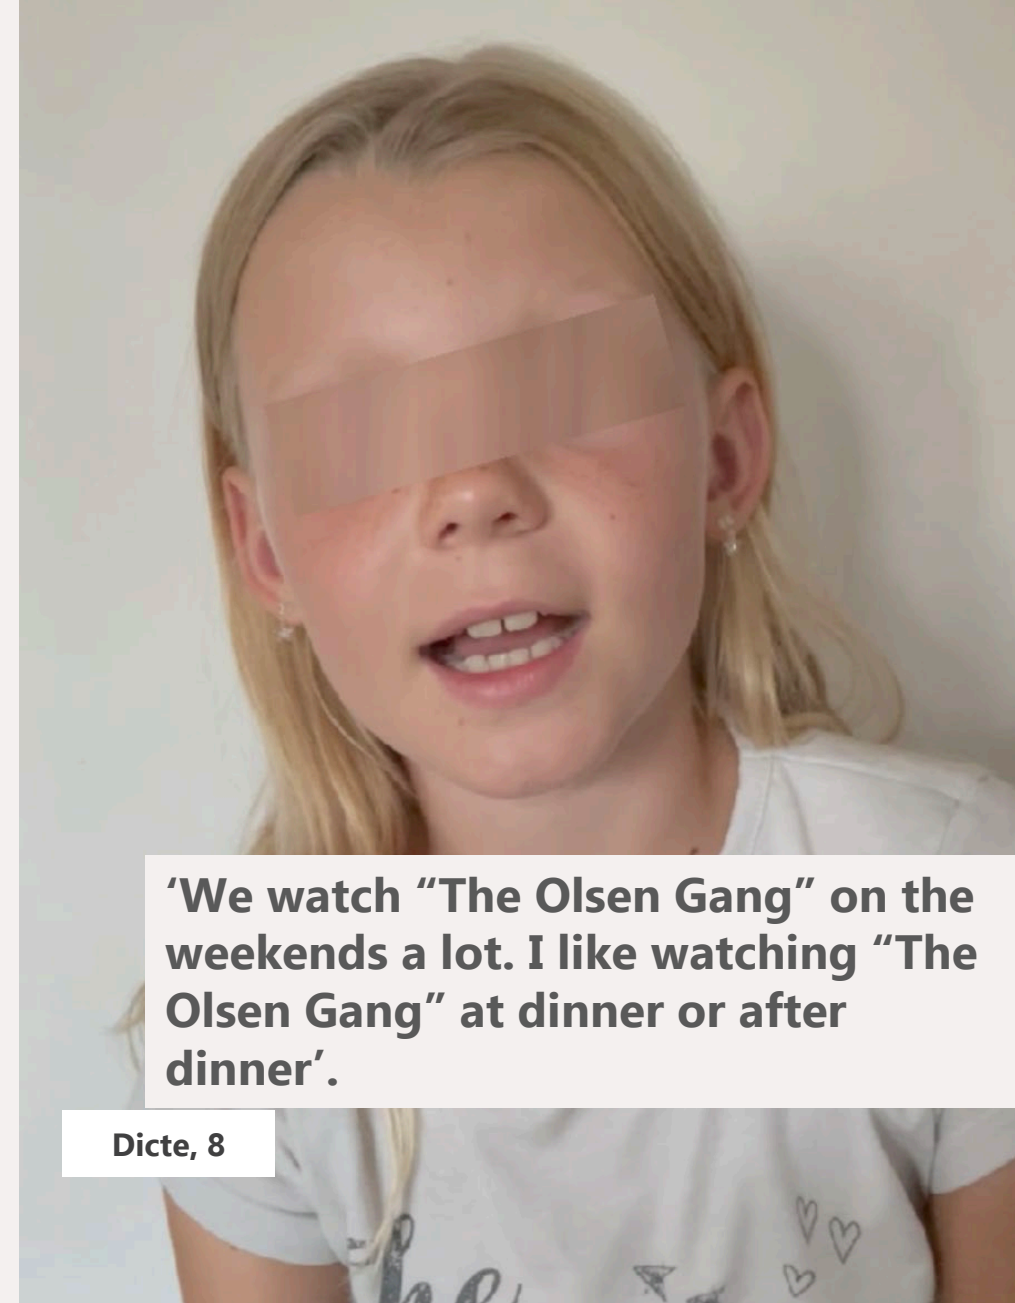 ‘We watch “The Olsen Gang” on the
weekends a lot. I like watching “The
Olsen Gang” at dinner or after
dinner’.
Dicte, 8